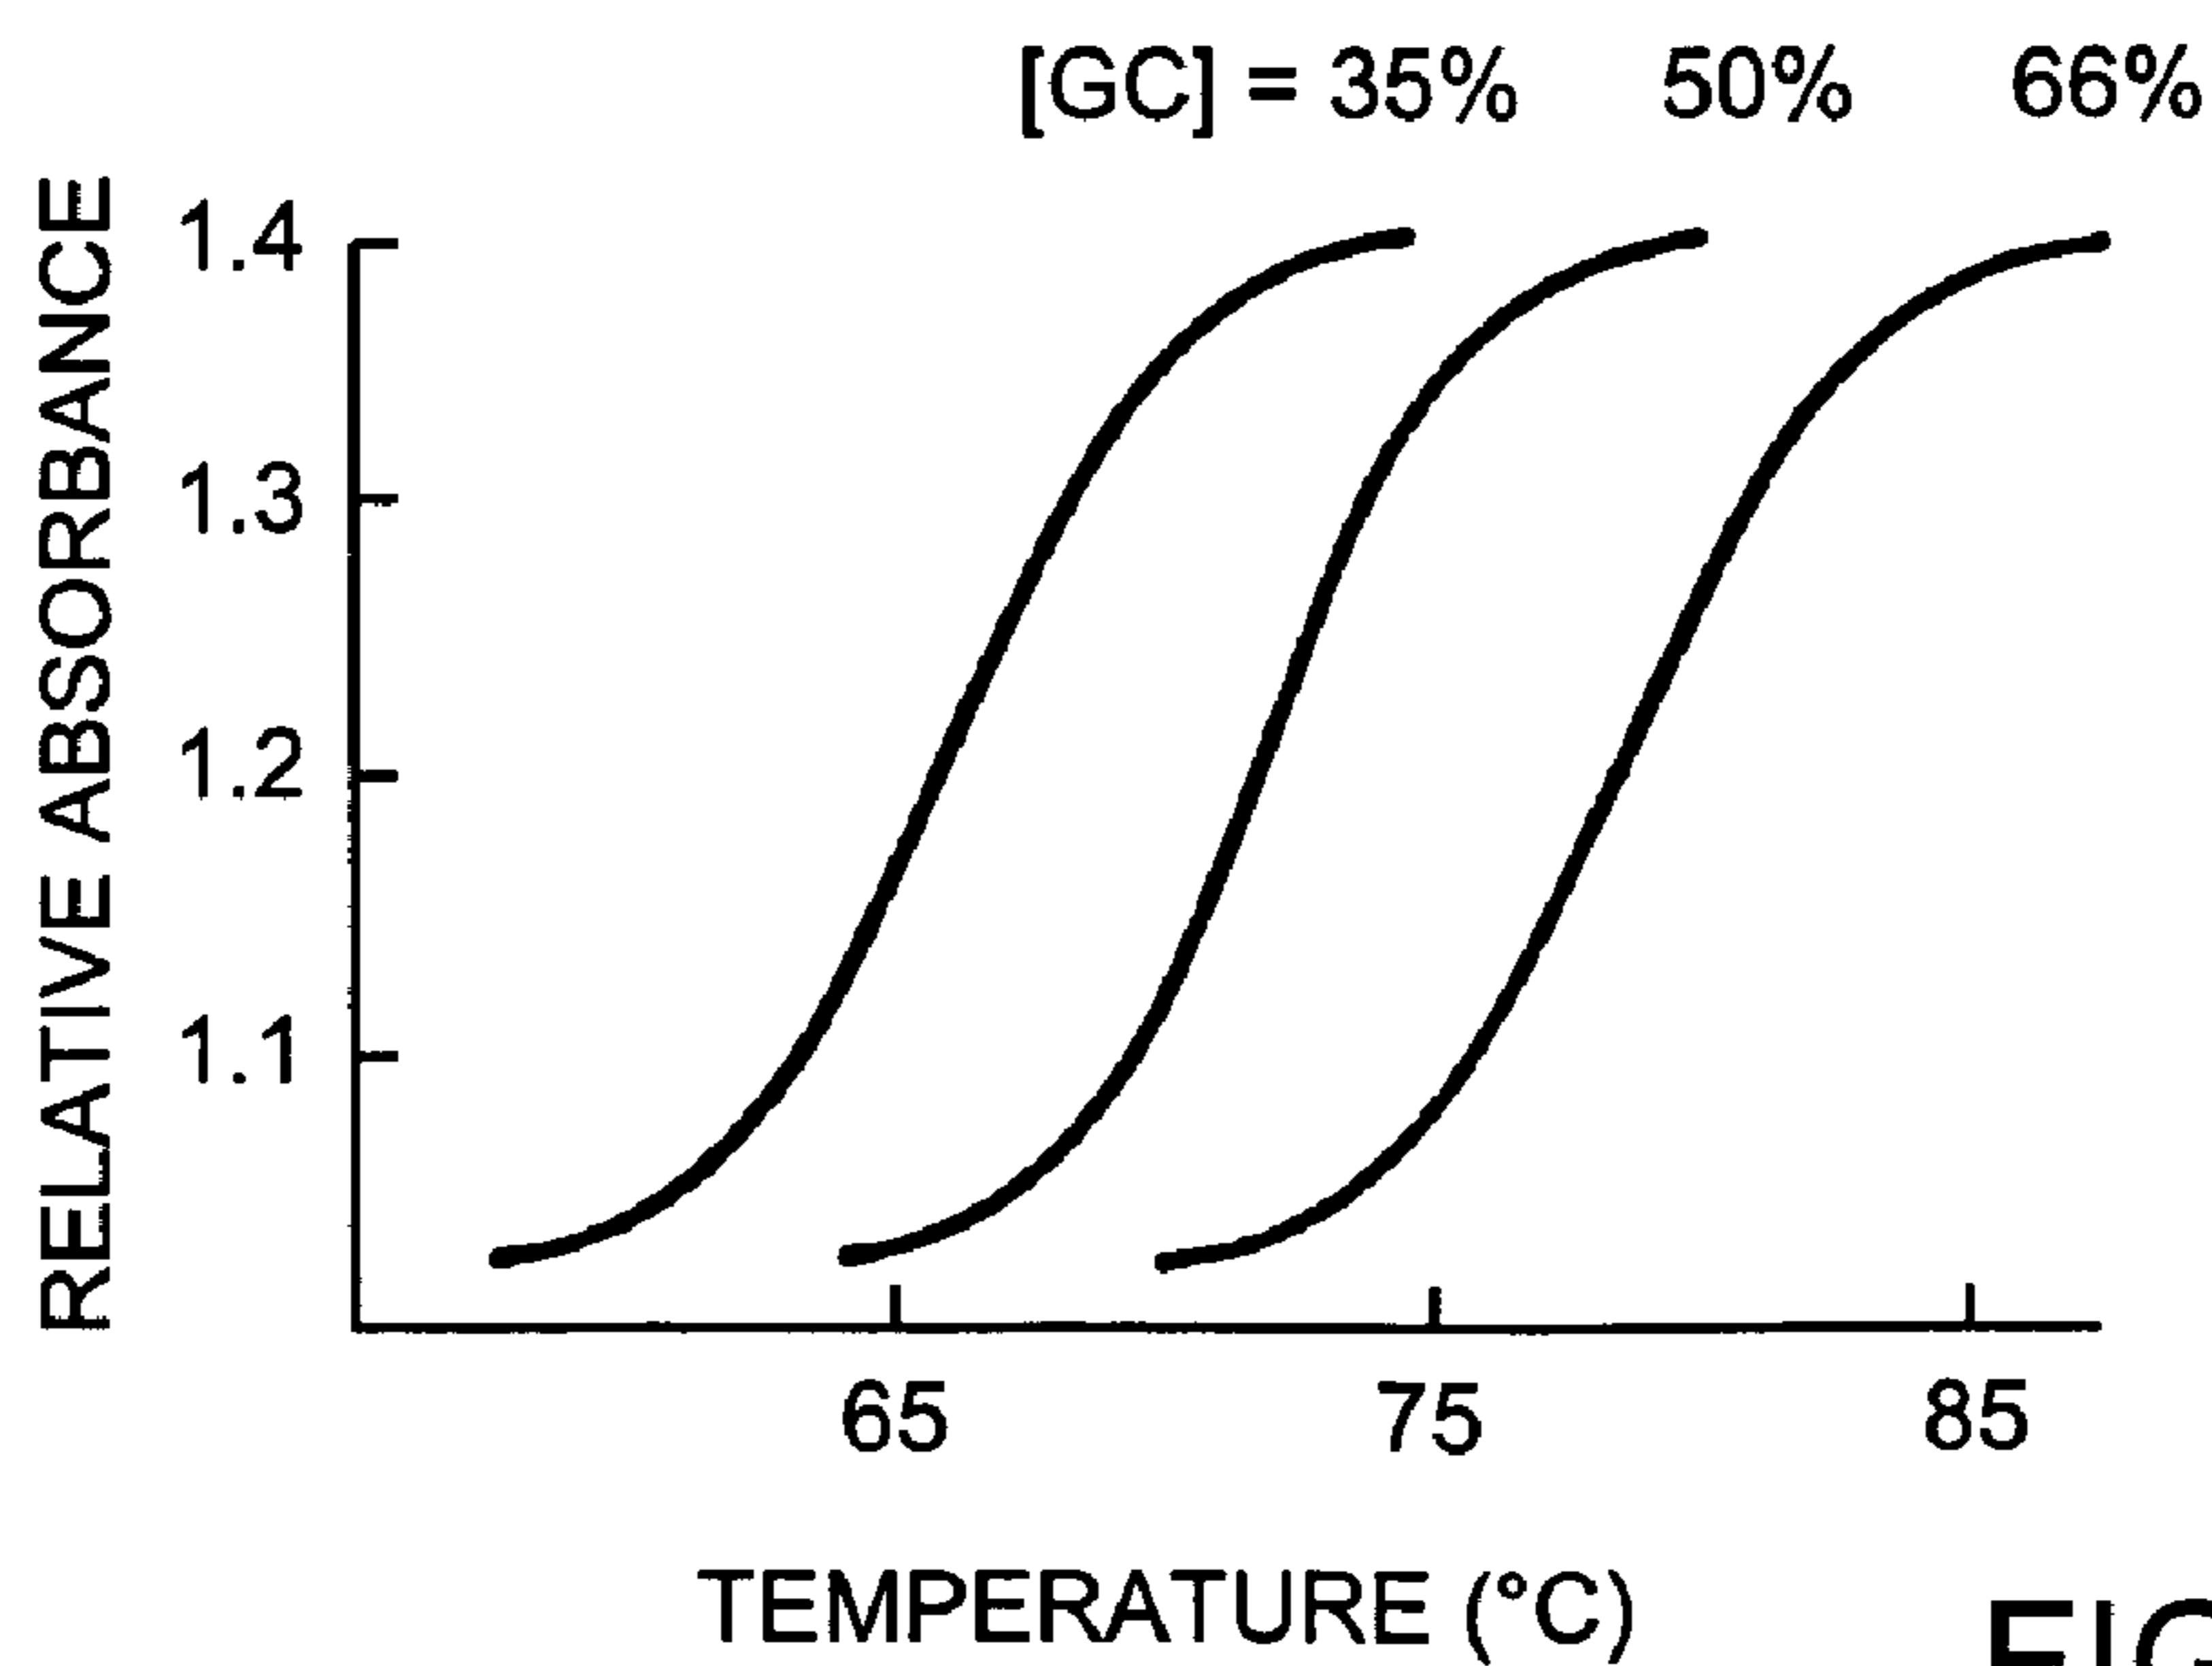 [GC] = 35% 50% 66%
RELATIVE ABSORBANCE
1.4
1.3
1.2
1.1
65 75 85
TEMPERATURE (°C)